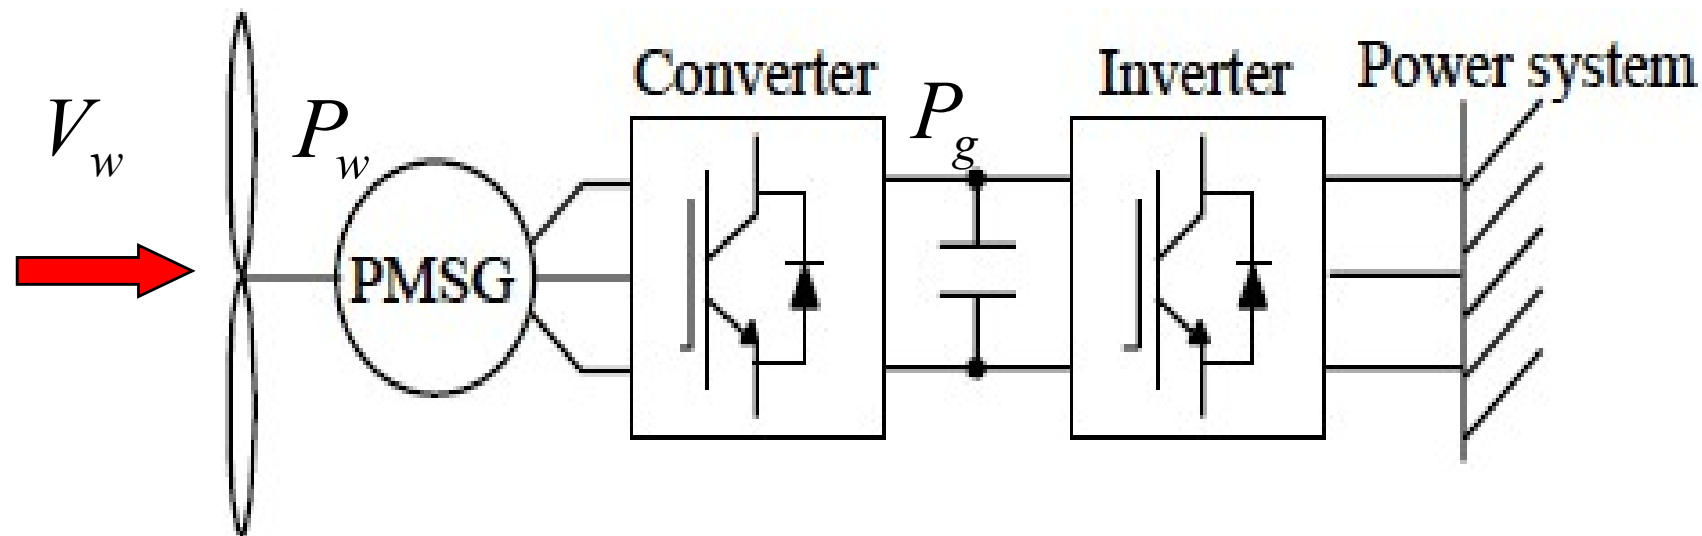 Converter
Inverter
Power system
V_w
P_w
P_g
PMSG